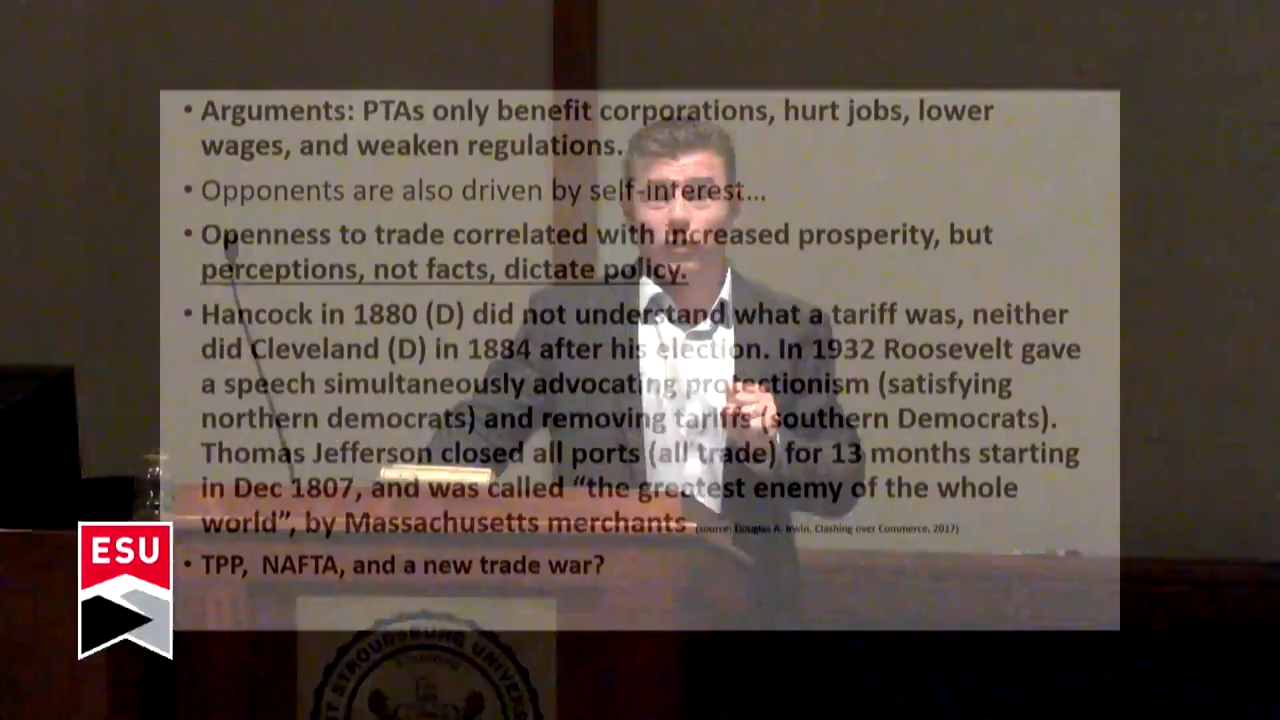 • Arguments: PTAs only benefit corporations, hurt jobs, lower
wages, and weaken regulations.
• Opponents are also driven by self-interest...
• Openness to trade correlated with increased prosperity, but
perceptions, not facts, dictate policy.
• Hancock in 1880 (D) did not understand what a tariff was, neither
did Cleveland (D) in 1884 after his election. In 1932 Roosevelt gave
a speech simultaneously advocating protectionism (satisfying
northern democrats) and removing tariffs (southern Democrats).
Thomas Jefferson closed all ports (all trade) for 13 months starting
in Dec 1807, and was called “the greatest enemy of the whole
world”, by Massachusetts merchants (source: Douglas A. Irwin, Clashing over Commerce, 2017)
• TPP, NAFTA, and a new trade war?
ESU
STROUDSBURG UNIVERS